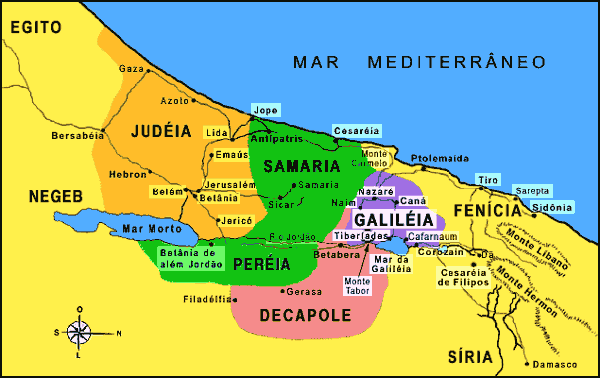 EGITO
MAR MEDITERRÂNEO
Gaza
Azoto
Jope
JUDÉIA
Lida
Antipatris
Cesaréia
Bersabéia
Emaús
SAMARIA
Monte
Carmelo
Ptolemaida
Hebron
Jerusalém
Samaria
Nazaré
Tiro
Sarepta
NEGEB
Belém
Betânia
Sicar
Naim
Caná
Sidônia
Jericó
GALILÉIA
FENÍCIA
Mar Morto
Rio Jordão
Tiberíades
Cafarnaum
Monte Líbano
Betânia de
além Jordão
PERÉIA
Betabera
Mar da
Galiléia
Corozain
Monte
Tabor
Cesaréia
de Filipos
Monte Hermon
Filadélfia
Gerasa
DECAPOLE
SÍRIA
Damasco
O
S
N
L